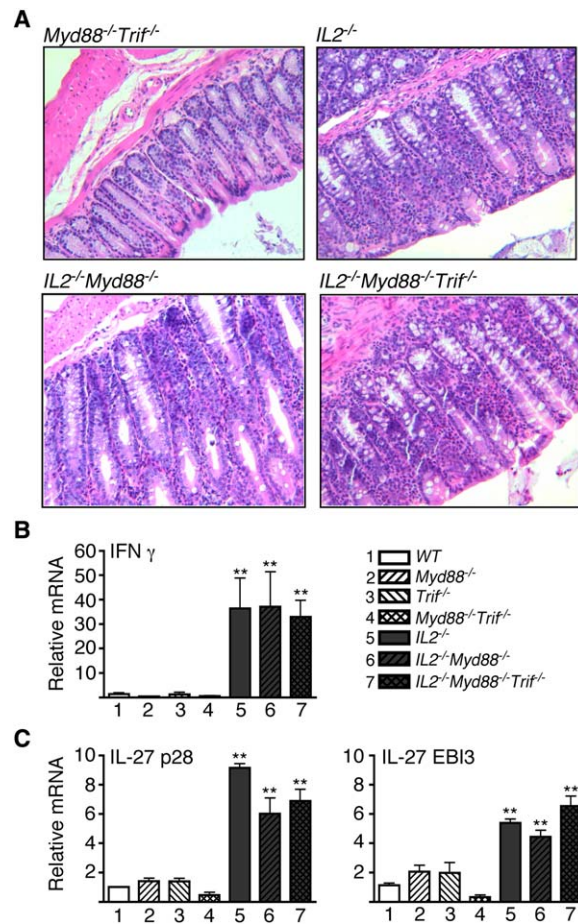 A
Myd88-/-Trif-/-
IL2-/-
IL2-/-Myd88-/-
IL2-/-Myd88-/-Trif-/-
B
IFN γ
Relative mRNA
60
50
40
30
20
10
** ** **
1 2 3 4 5 6 7
1 WT
2 Myd88-/-
3 Trif-/-
4 Myd88-/-Trif-/-
5 IL2-/-
6 IL2-/-Myd88-/-
7 IL2-/-Myd88-/-Trif-/-
C
IL-27 p28
Relative mRNA
10
8
6
4
2
** ** **
1 2 3 4 5 6 7
IL-27 EBI3
Relative mRNA
10
8
6
4
2
** ** **
1 2 3 4 5 6 7